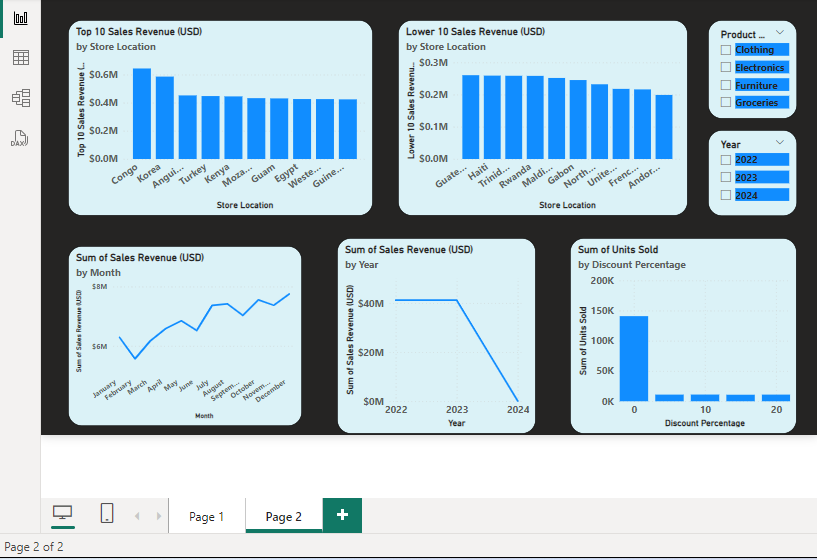 Top 10 Sales Revenue (USD)
by Store Location
Top 10 Sales Revenue (...
$0.6M
$0.4M
$0.2M
$0.0M
Congo
Korea
Angui...
Turkey
Kenya
Moza...
Guam
Egypt
Weste...
Guine...
Store Location
Lower 10 Sales Revenue (USD)
by Store Location
Lower 10 Sales Revenu...
$0.3M
$0.2M
$0.1M
$0.0M
Guate...
Haiti
Trinid...
Rwanda
Maldi...
Gabon
North...
Unite...
Frenc...
Andor...
Store Location
Product ...
Clothing
Electronics
Furniture
Groceries
Year
2022
2023
2024
Sum of Sales Revenue (USD)
by Month
Sum of Sales Revenue (USD)
$8M
$6M
January
February
March
April
May
June
July
August
Septem...
October
Novem...
December
Month
Sum of Sales Revenue (USD)
by Year
Sum of Sales Revenue (USD)
$40M
$20M
$0M
2022
2023
2024
Year
Sum of Units Sold
by Discount Percentage
Sum of Units Sold
200K
150K
100K
50K
0K
0
10
20
Discount Percentage
DAX
Page 1
Page 2
+
Page 2 of 2